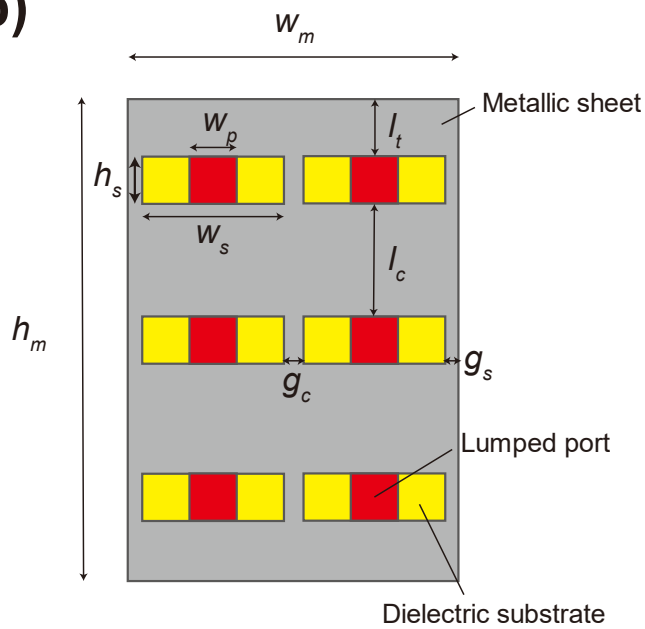 b)
w_m
Metallic sheet
w_p
l_t
h_s
w_s
l_c
h_m
g_s
g_c
Lumped port
Dielectric substrate